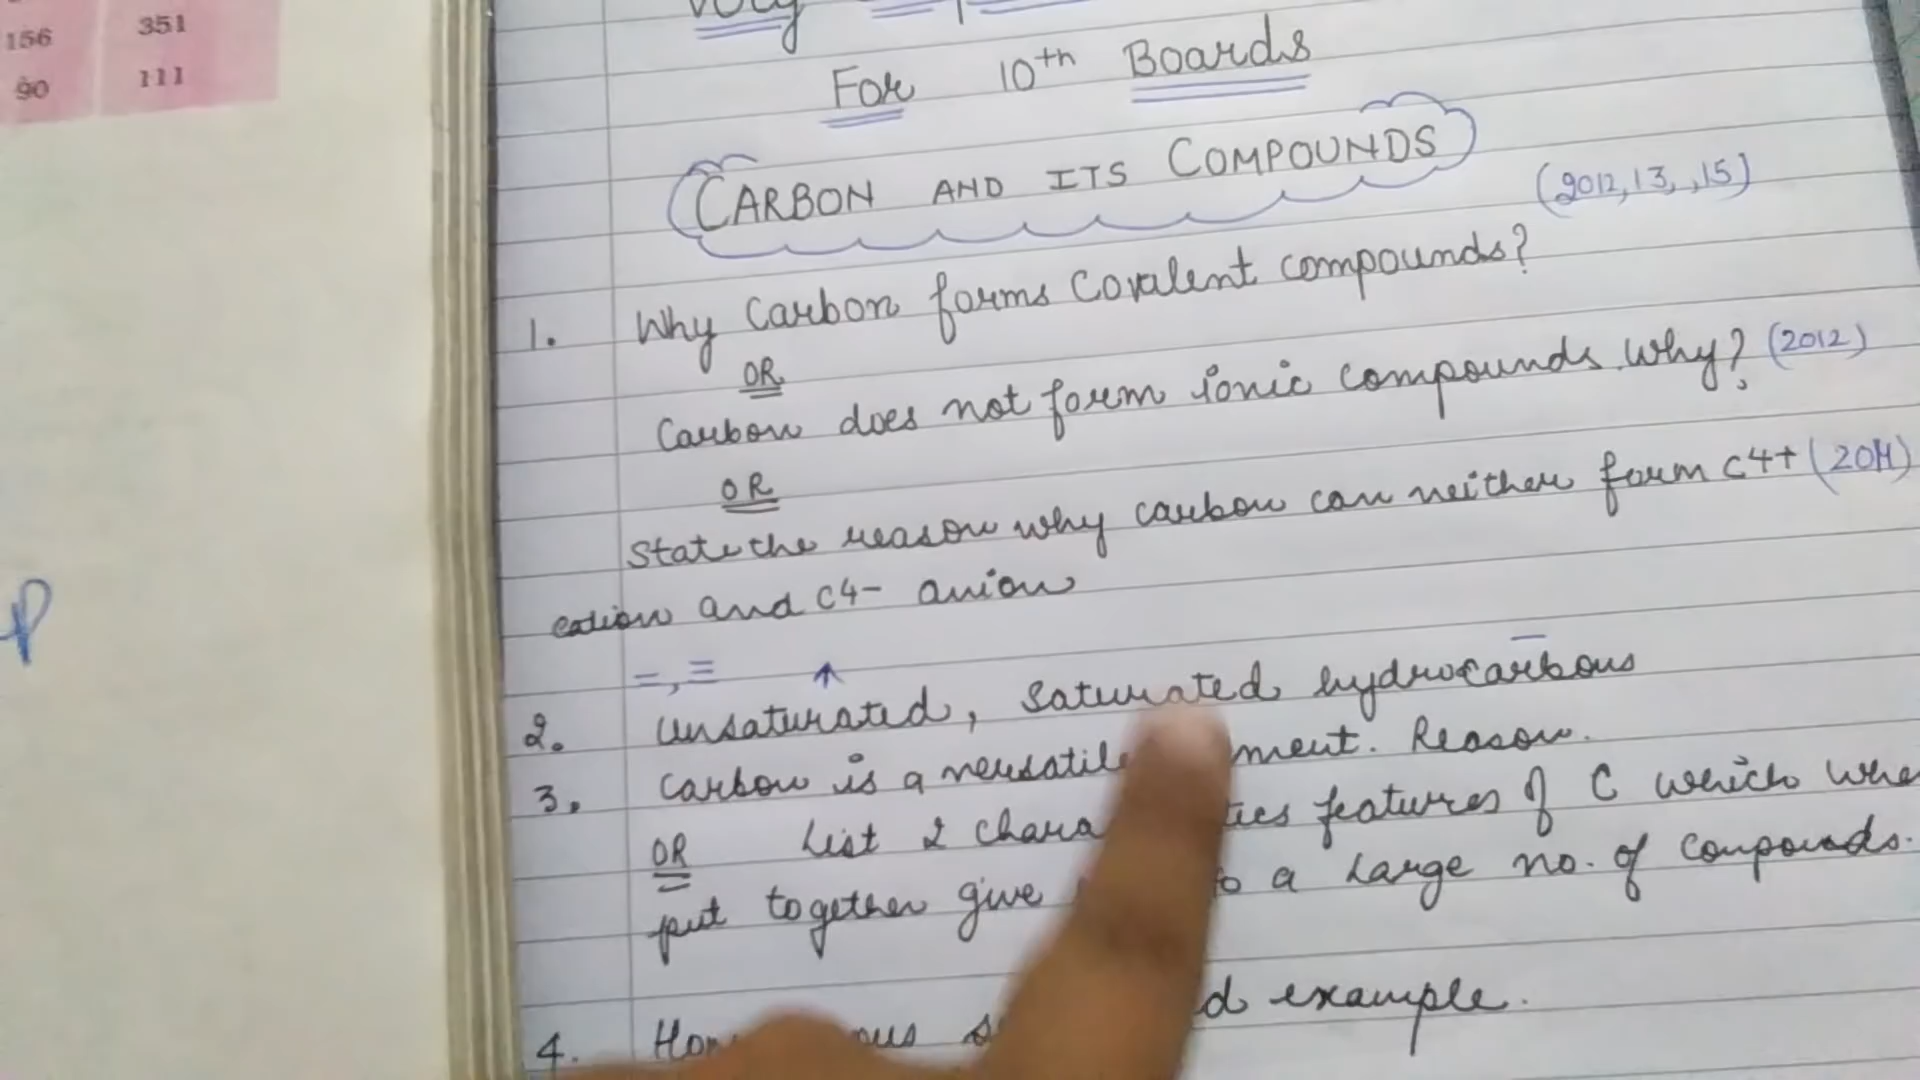 156 351
90 111
For 10th Boards
CARBON AND ITS COMPOUNDS
(2012,13,,15)
1. Why Carbon forms Covalent compounds?
OR
Carbon does not form ionic compounds. Why? (2012)
OR
State the reason why carbon can neither form C4+ (2011)
cation and C4- anion
=, ≡ ↑ —
2. Unsaturated, Saturated hydrocarbons
3. Carbon is a versatile ment. Reason.
OR List 2 chara tics features of C which whe
put together give to a large no. of compounds.
4. d example.
P